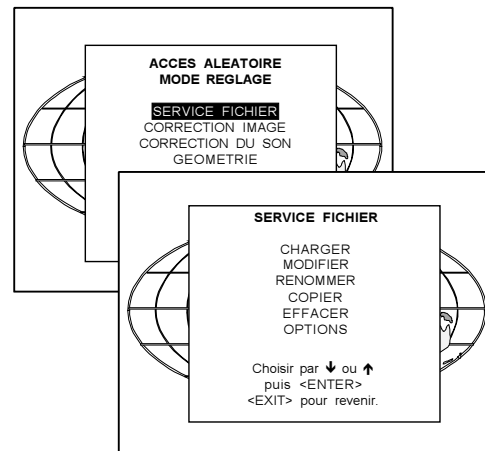 ACCES ALEATOIRE
MODE REGLAGE
SERVICE FICHIER
CORRECTION IMAGE
CORRECTION DU SON
GEOMETRIE
SERVICE FICHIER
CHARGER
MODIFIER
RENOMMER
COPIER
EFFACER
OPTIONS
Choisir par ↓ ou ↑
puis <ENTER>
<EXIT> pour revenir.